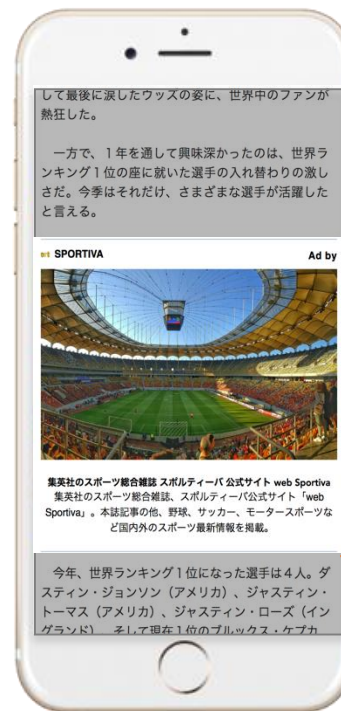 して最後に涙したウッズの姿に、世界中のファンが
熱狂した。
一方で、１年を通して興味深かったのは、世界ラ
ンキング１位の座に就いた選手の入れ替わりの激し
さだ。今季はそれだけ、さまざまな選手が活躍した
と言える。
SPORTIVA
Ad by
集英社のスポーツ総合雑誌 スポルティーバ 公式サイト web Sportiva
集英社のスポーツ総合雑誌、スポルティーバ公式サイト「web
Sportiva」。本誌記事の他、野球、サッカー、モータースポーツな
ど国内外のスポーツ最新情報を掲載。
今年、世界ランキング１位になった選手は４人。ダ
スティン・ジョンソン（アメリカ）、ジャスティン・
トーマス（アメリカ）、ジャスティン・ローズ（イン
グランド）、そして現在１位のブルックス・ケプカ